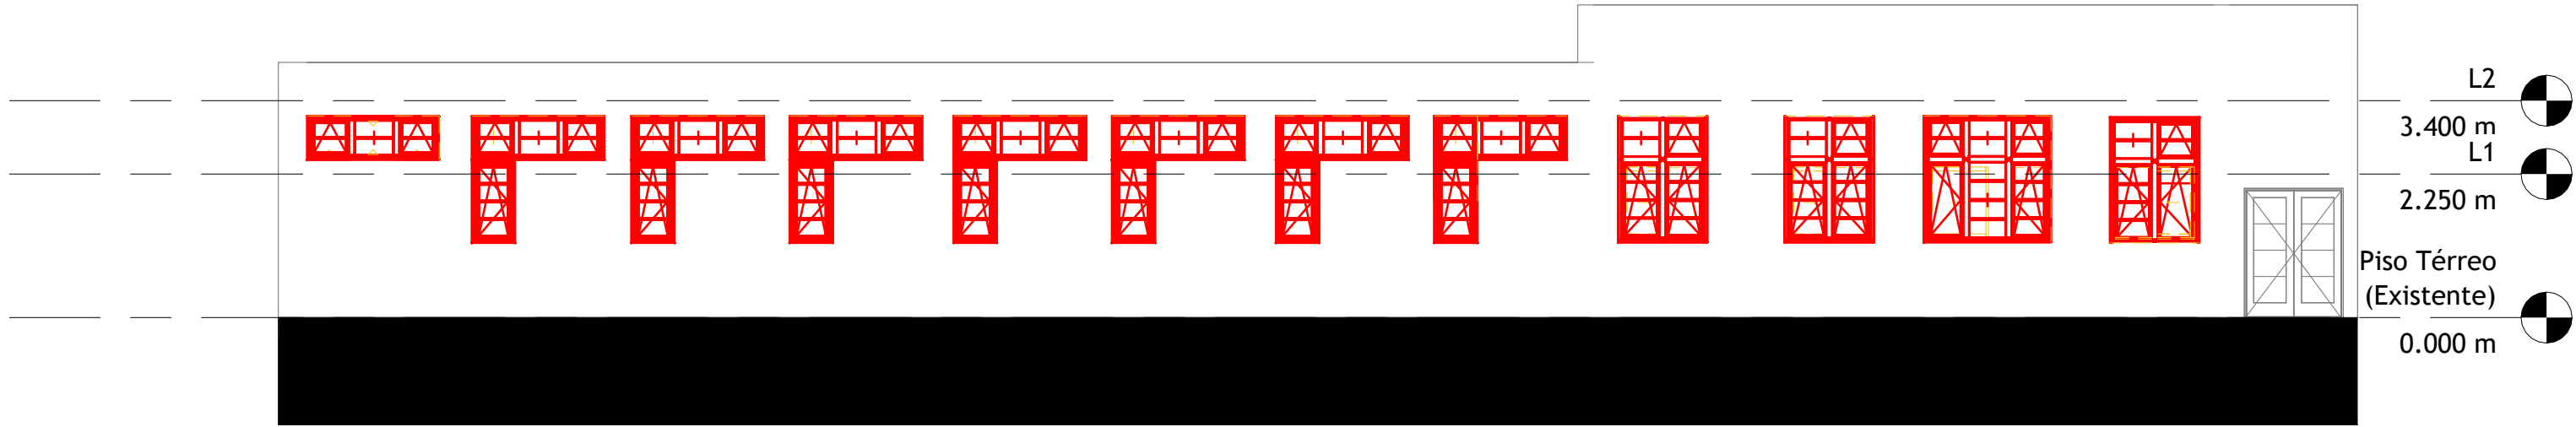 L2
3.400 m
L1
2.250 m
Piso Térreo
(Existente)
0.000 m